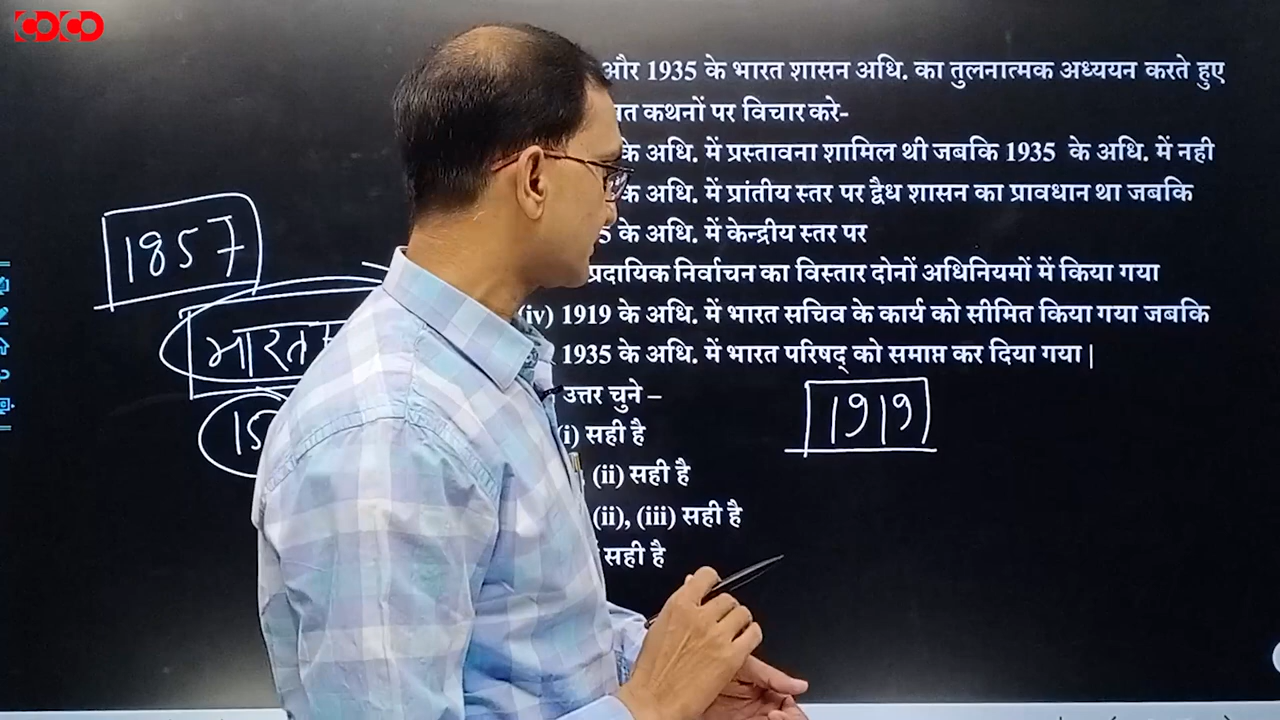 COCO
और 1935 के भारत शासन अधि. का तुलनात्मक अध्ययन करते हुए
कथनों पर विचार करे-
के अधि. में प्रस्तावना शामिल थी जबकि 1935 के अधि. में नही
के अधि. में प्रांतीय स्तर पर द्वैध शासन का प्रावधान था जबकि
5 के अधि. में केन्द्रीय स्तर पर
प्रदायिक निर्वाचन का विस्तार दोनों अधिनियमों में किया गया
(iv) 1919 के अधि. में भारत सचिव के कार्य को सीमित किया गया जबकि
1935 के अधि. में भारत परिषद् को समाप्त कर दिया गया |
उत्तर चुने –
(i) सही है
(ii) सही है
(ii), (iii) सही है
सही है
1857
भारत
15
1919